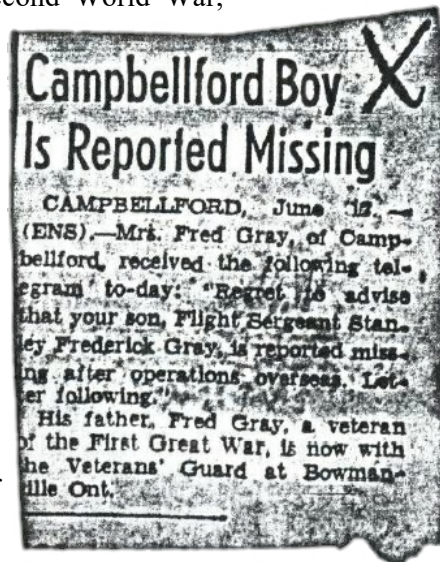 econd World War,
Campbellford Boy X
Is Reported Missing
CAMPBELLFORD, June —
(ENS).—Mrs. Fred Gray, of Camp-
bellford, received the following tel-
egram to-day: "Regret to advise
that your son, Flight Sergeant Stan-
ley Frederick Gray, is reported miss-
ing after operations overseas. Let-
ter following."
His father, Fred Gray, a veteran
of the First Great War, is now with
the Veterans' Guard at Bowman-
ville Ont.